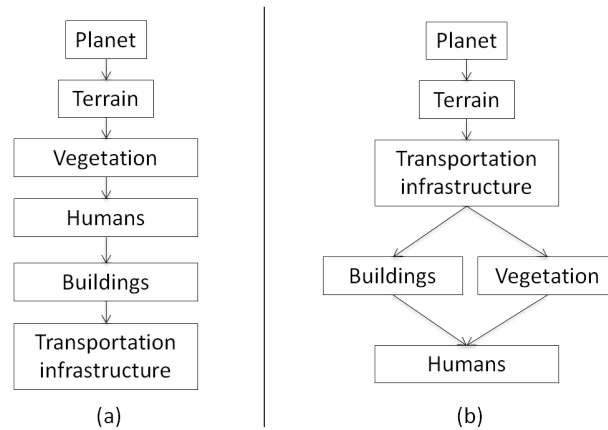 Planet
Terrain
Vegetation
Humans
Buildings
Transportation
infrastructure
(a)
Planet
Terrain
Transportation
infrastructure
Buildings
Vegetation
Humans
(b)